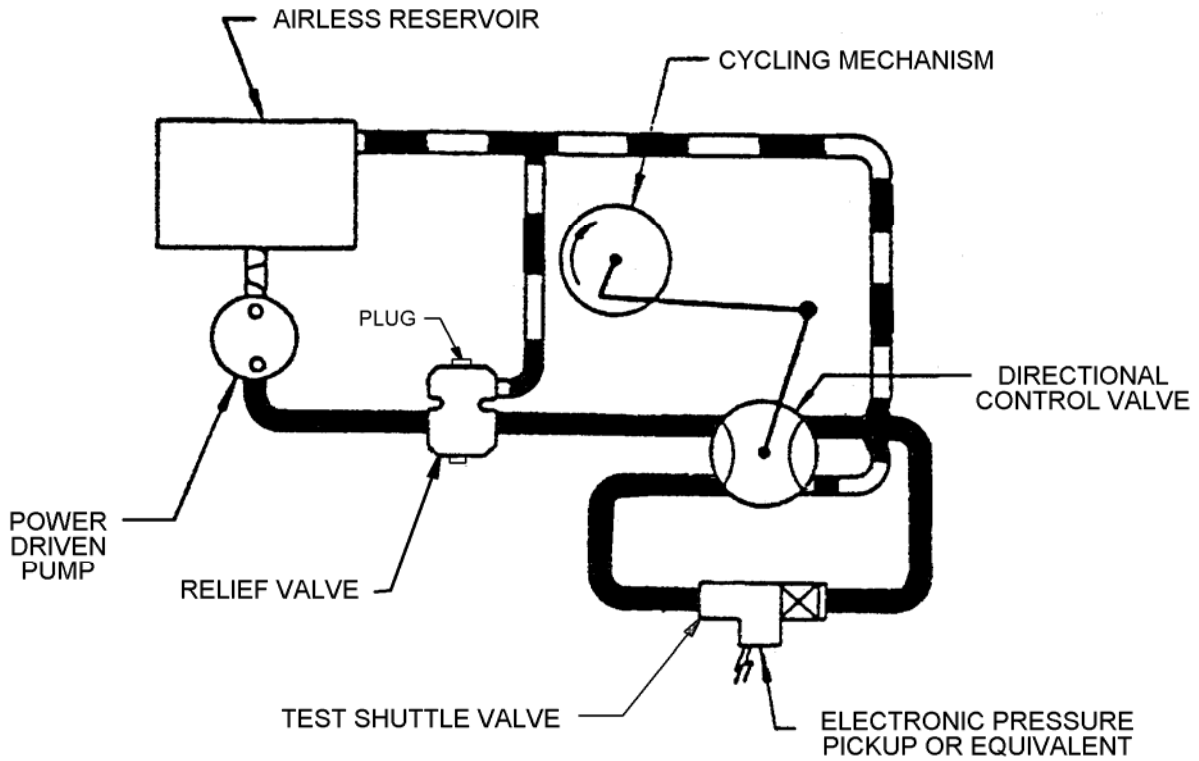 AIRLESS RESERVOIR
CYCLING MECHANISM
PLUG
DIRECTIONAL
CONTROL VALVE
POWER
DRIVEN
PUMP
RELIEF VALVE
TEST SHUTTLE VALVE
ELECTRONIC PRESSURE
PICKUP OR EQUIVALENT